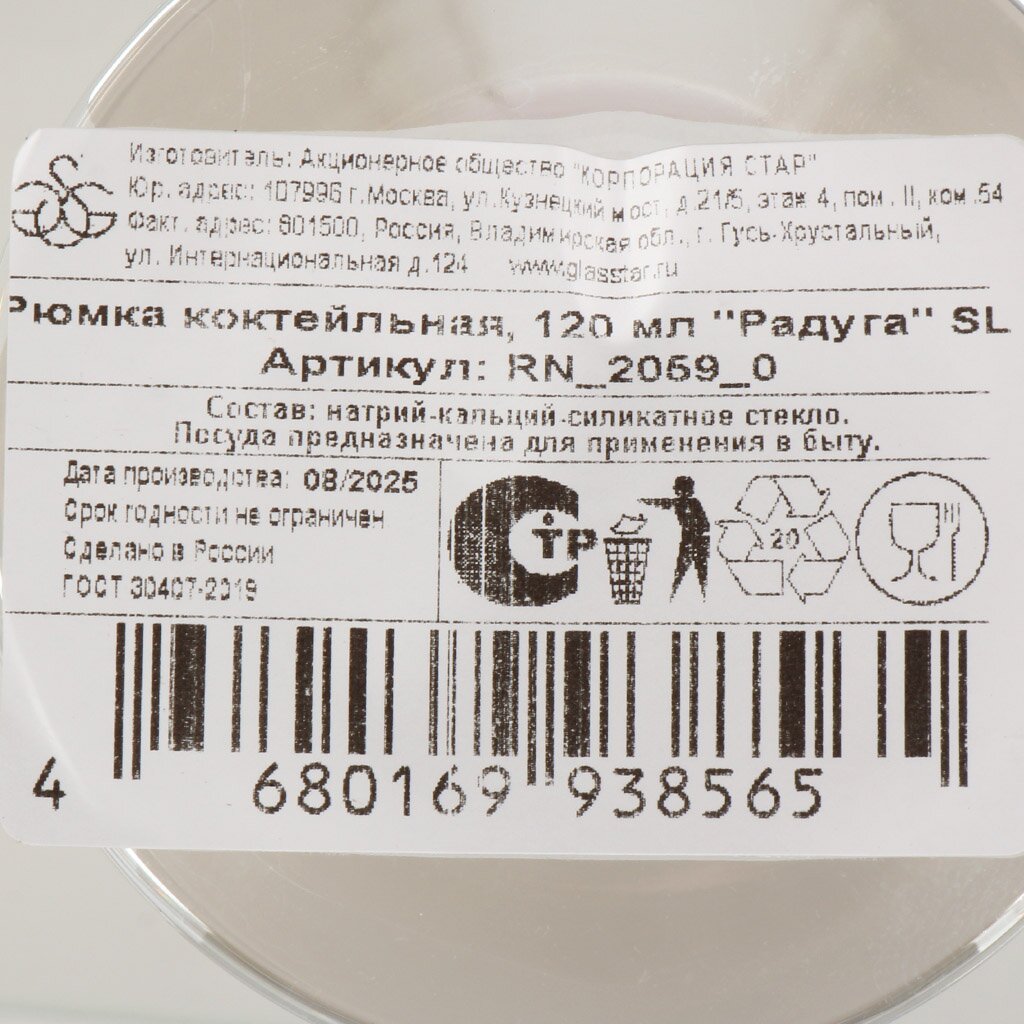 Изготовитель: Акционерное общество "КОРПОРАЦИЯ СТАР"
Юр. адрес: 107996 г.Москва, ул.Кузнецкий мост, д.21/5, этаж 4, пом. II, ком.54
Факт. адрес: 601500, Россия, Владимирская обл., г. Гусь-Хрустальный,
ул. Интернациональная д.124 www.glasstar.ru
Рюмка коктейльная, 120 мл "Радуга" SL
Артикул: RN_2059_0
Состав: натрий-кальций-силикатное стекло.
Посуда предназначена для применения в быту.
Дата производства: 08/2025
Срок годности не ограничен
Сделано в России
ГОСТ 30407-2019
СТР
20
4 680169 938565